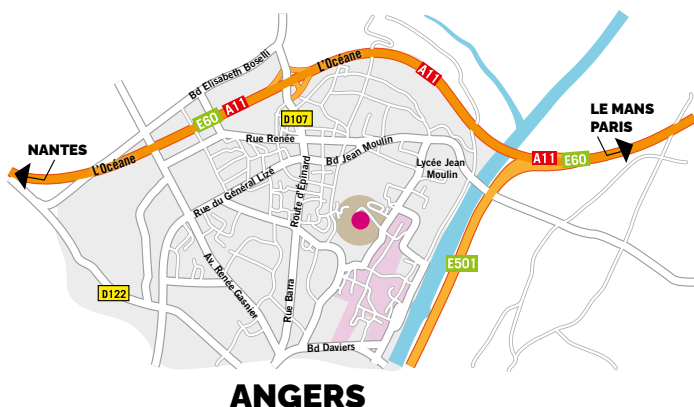 Bd Elisabeth Boselli
L'Océane
A11
E60
A11
D107
LE MANS
PARIS
Rue Renée
Bd Jean Moulin
NANTES
L'Océane
Lycée Jean
Moulin
A11
E60
Rue du Général Lizé
Route d'Épinard
E501
Av. Renée Gasnier
D122
Rue Barra
Bd Daviers
ANGERS